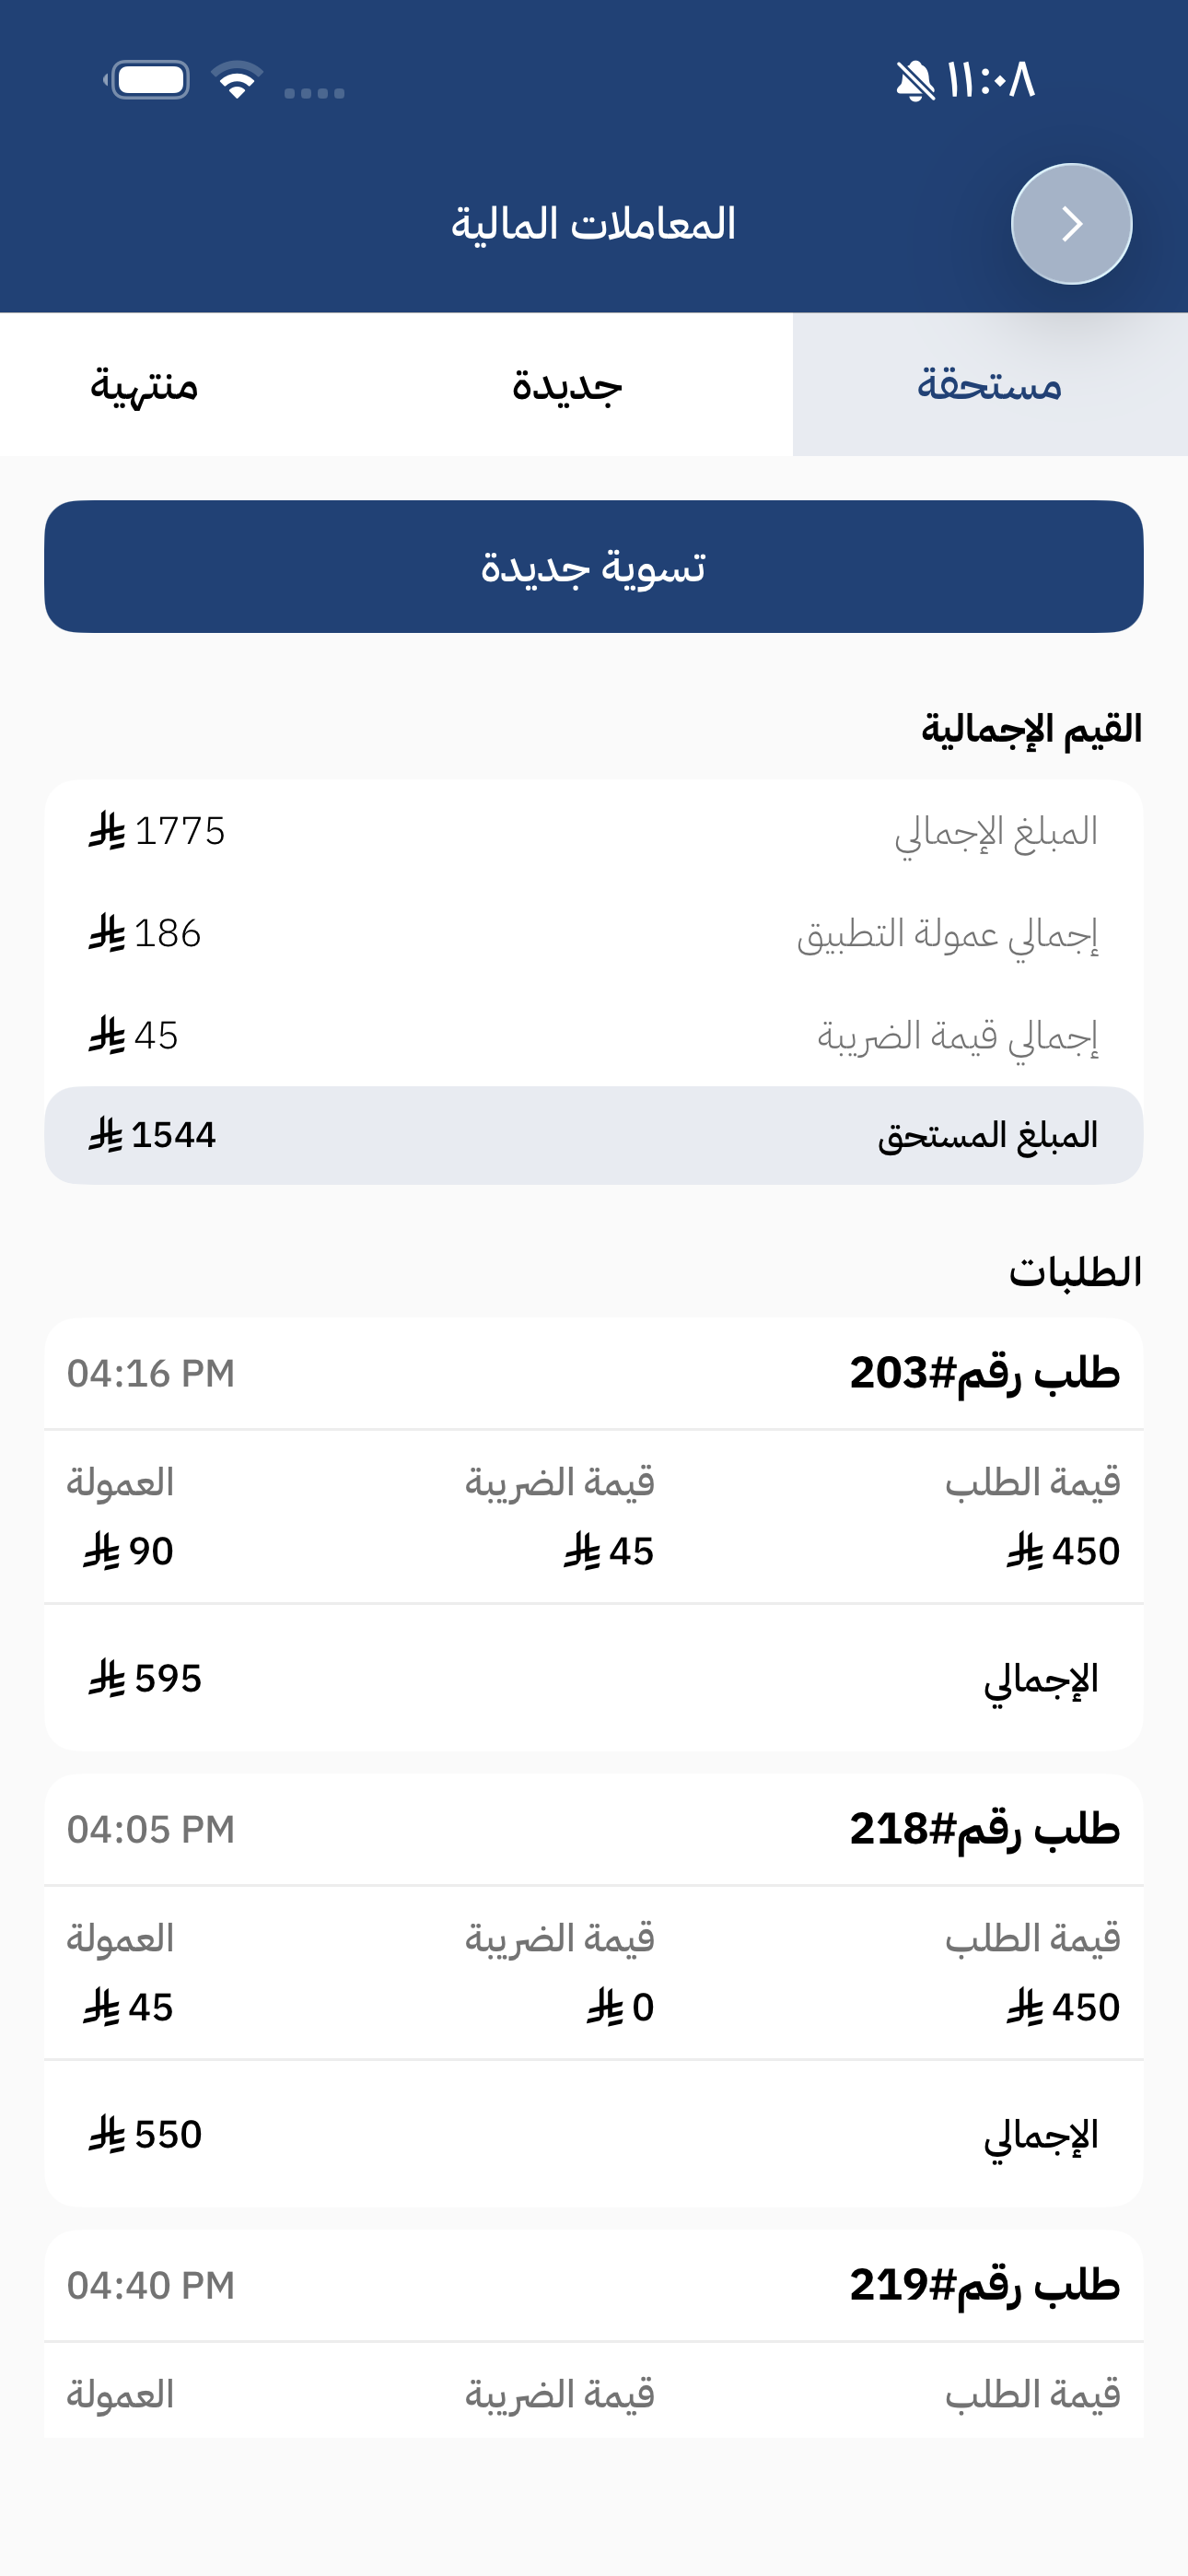 ١١:٠٨
المعاملات المالية
مستحقة جديدة منتهية
تسوية جديدة
القيم الإجمالية
المبلغ الإجمالي 1775 ⃁
إجمالي عمولة التطبيق 186 ⃁
إجمالي قيمة الضريبة 45 ⃁
المبلغ المستحق 1544 ⃁
الطلبات
طلب رقم#203 04:16 PM
قيمة الطلب قيمة الضريبة العمولة
450 ⃁ 45 ⃁ 90 ⃁
الإجمالي 595 ⃁
طلب رقم#218 04:05 PM
قيمة الطلب قيمة الضريبة العمولة
450 ⃁ 0 ⃁ 45 ⃁
الإجمالي 550 ⃁
طلب رقم#219 04:40 PM
قيمة الطلب قيمة الضريبة العمولة